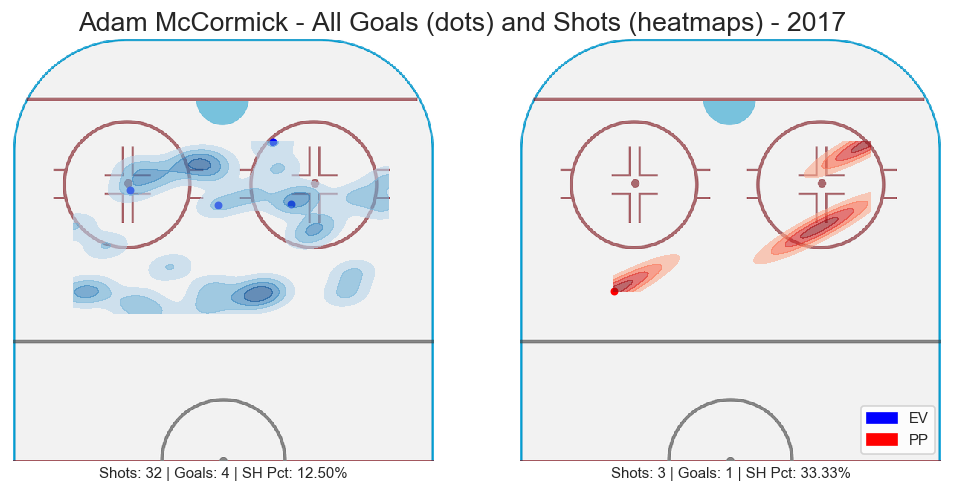 Adam McCormick - All Goals (dots) and Shots (heatmaps) - 2017
EV
PP
Shots: 32 | Goals: 4 | SH Pct: 12.50%
Shots: 3 | Goals: 1 | SH Pct: 33.33%